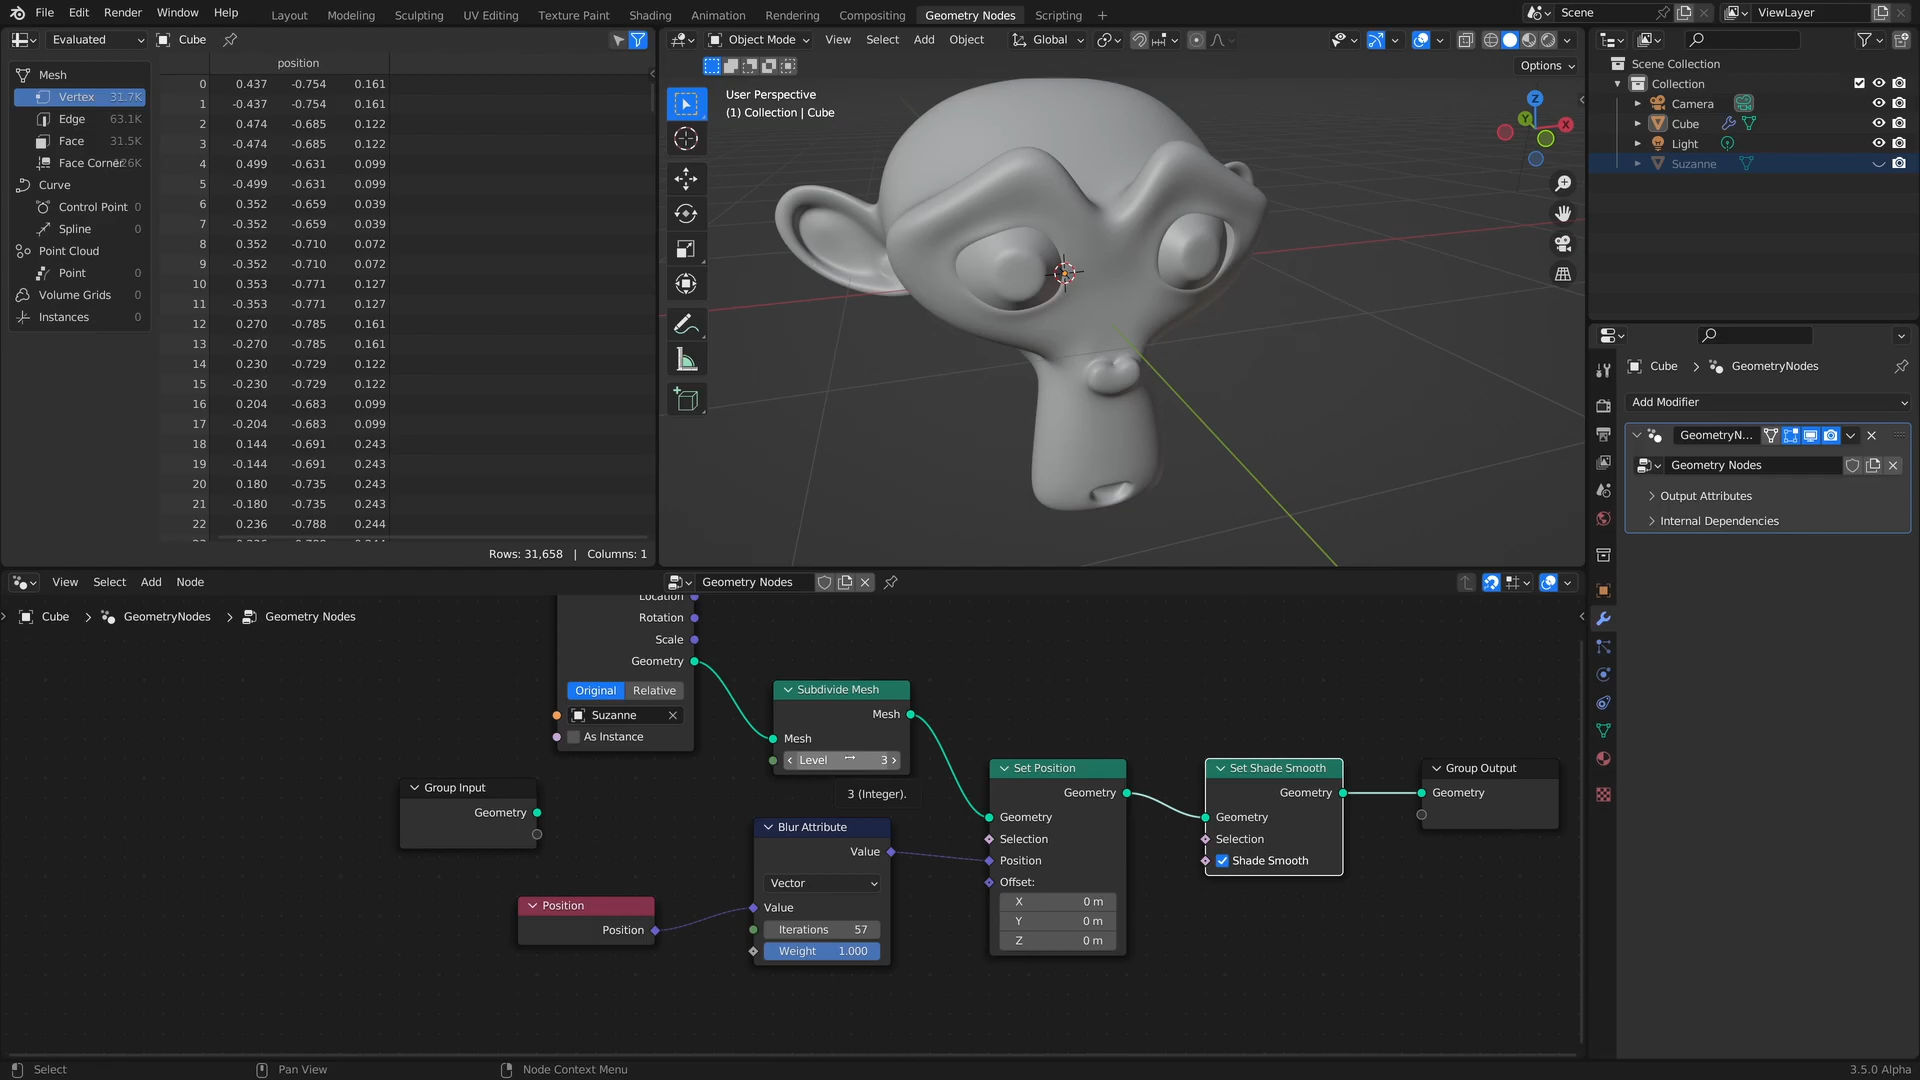 File Edit Render Window Help Layout Modeling Sculpting UV Editing Texture Paint Shading Animation Rendering Compositing Geometry Nodes Scripting + Scene ViewLayer
Evaluated Cube
Object Mode View Select Add Object Global
Options
position
Mesh
Vertex 31.7K
Edge 63.1K
Face 31.5K
Face Corner
Curve
Control Point 0
Spline 0
Point Cloud
Point 0
Volume Grids 0
Instances 0
0 0.437 -0.754 0.161
1 -0.437 -0.754 0.161
2 0.474 -0.685 0.122
3 -0.474 -0.685 0.122
4 0.499 -0.631 0.099
5 -0.499 -0.631 0.099
6 0.352 -0.659 0.039
7 -0.352 -0.659 0.039
8 0.352 -0.710 0.072
9 -0.352 -0.710 0.072
10 0.353 -0.771 0.127
11 -0.353 -0.771 0.127
12 0.270 -0.785 0.161
13 -0.270 -0.785 0.161
14 0.230 -0.729 0.122
15 -0.230 -0.729 0.122
16 0.204 -0.683 0.099
17 -0.204 -0.683 0.099
18 0.144 -0.691 0.243
19 -0.144 -0.691 0.243
20 0.180 -0.735 0.243
21 -0.180 -0.735 0.243
22 0.236 -0.788 0.244
Rows: 31,658 | Columns: 1
User Perspective
(1) Collection | Cube
Z
Y
X
Scene Collection
Collection
Camera
Cube
Light
Suzanne
Cube > GeometryNodes
Add Modifier
GeometryN...
Geometry Nodes
Output Attributes
Internal Dependencies
View Select Add Node
Geometry Nodes
Cube > GeometryNodes > Geometry Nodes
Location
Rotation
Scale
Geometry
Original Relative
Suzanne
As Instance
Group Input
Geometry
Position
Position
Subdivide Mesh
Mesh
Mesh
Level 3
3 (Integer).
Blur Attribute
Value
Vector
Value
Iterations 57
Weight 1.000
Set Position
Geometry
Geometry
Selection
Position
Offset:
X 0 m
Y 0 m
Z 0 m
Set Shade Smooth
Geometry
Geometry
Selection
Shade Smooth
Group Output
Geometry
Select
Pan View
Node Context Menu
3.5.0 Alpha